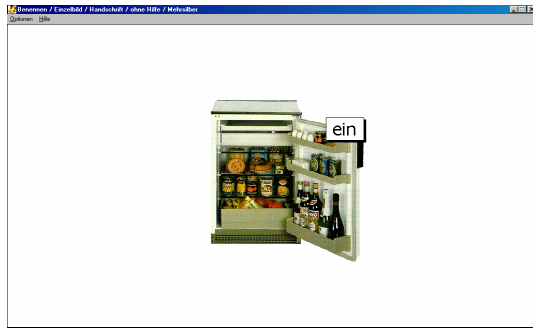 Benennen / Einzelbild / Handschrift / ohne Hilfe / Mehrsilber
Optionen Hilfe
ein